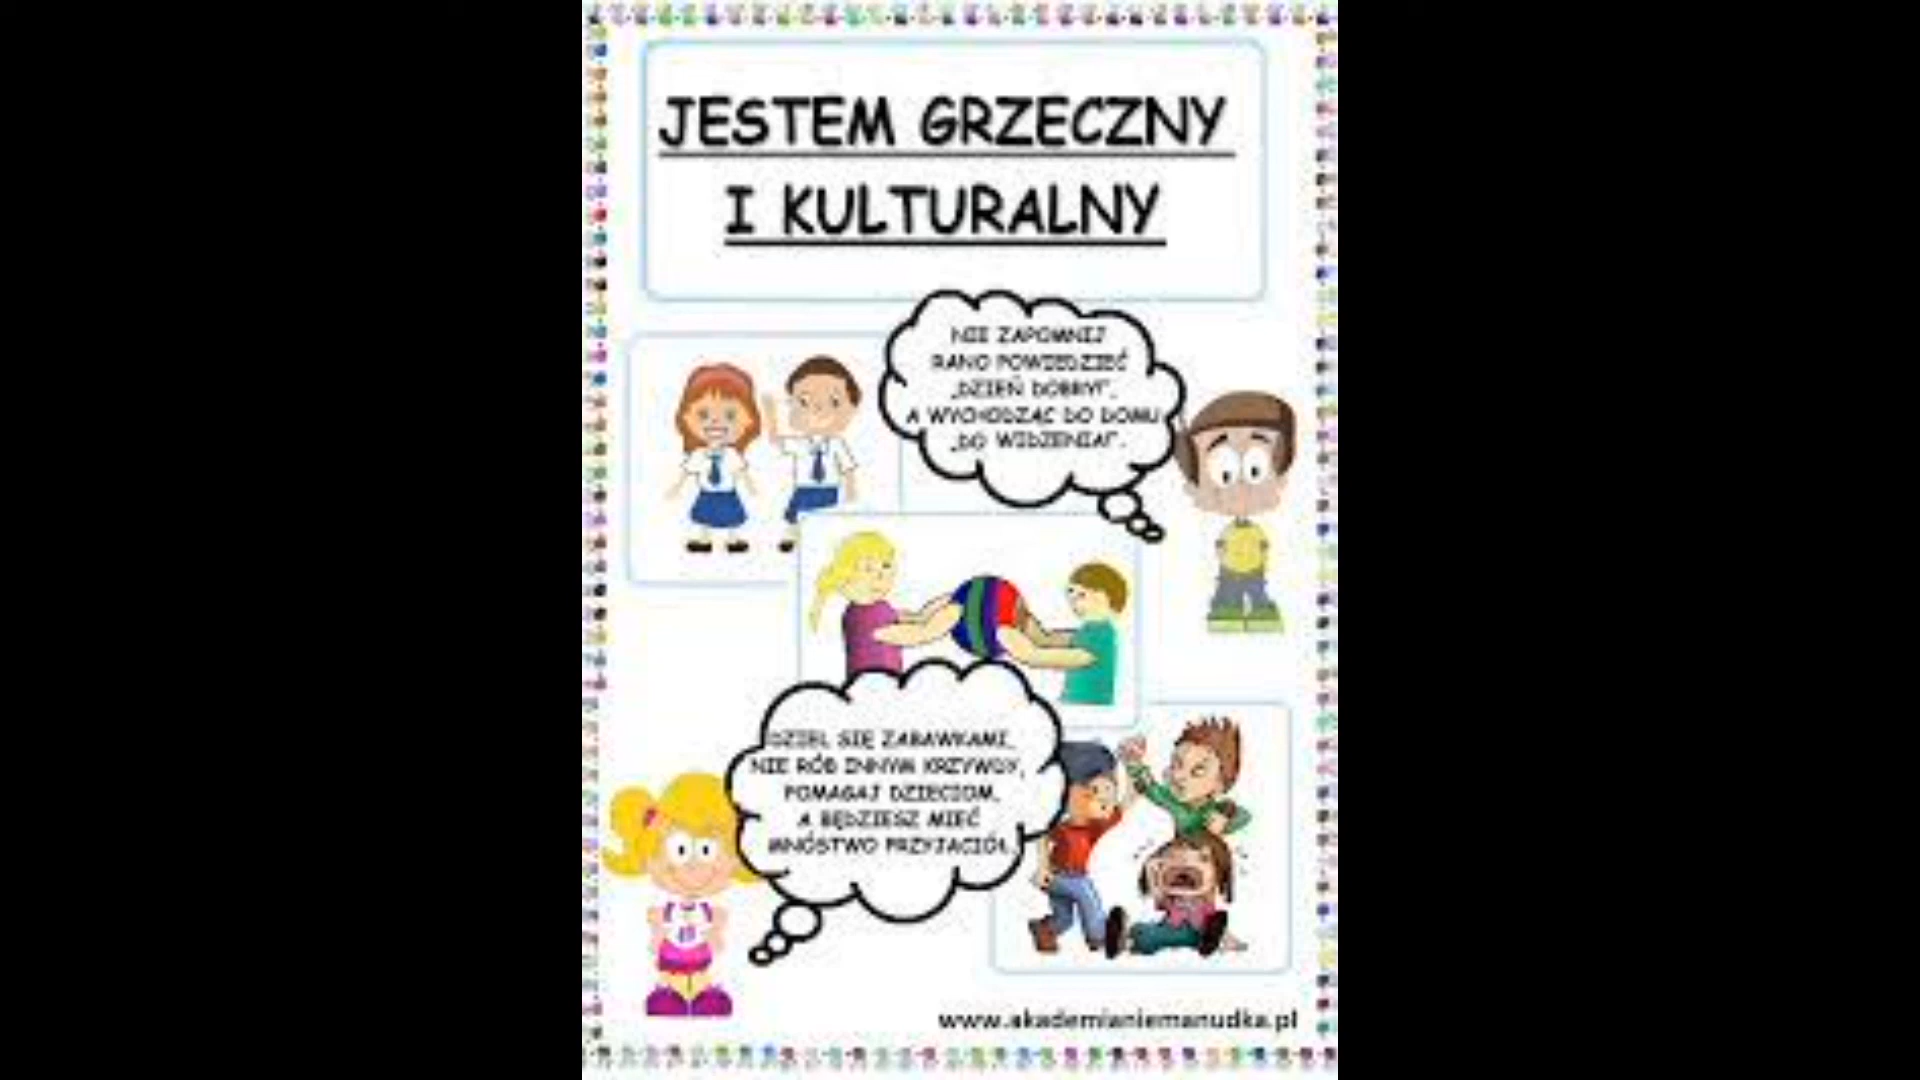 JESTEM GRZECZNY
I KULTURALNY
NIE ZAPOMNIJ
RANO POWIEDZIEĆ
„DZIEŃ DOBRY!”,
A WYCHODZĄC DO DOMU
„DO WIDZENIA!”.
DZIEL SIĘ ZABAWKAMI,
NIE RÓB INNYM KRZYWDY,
POMAGAJ DZIECIOM,
A BĘDZIESZ MIEĆ
MNÓSTWO PRZYJACIÓŁ.
www.akademianiemanudka.pl